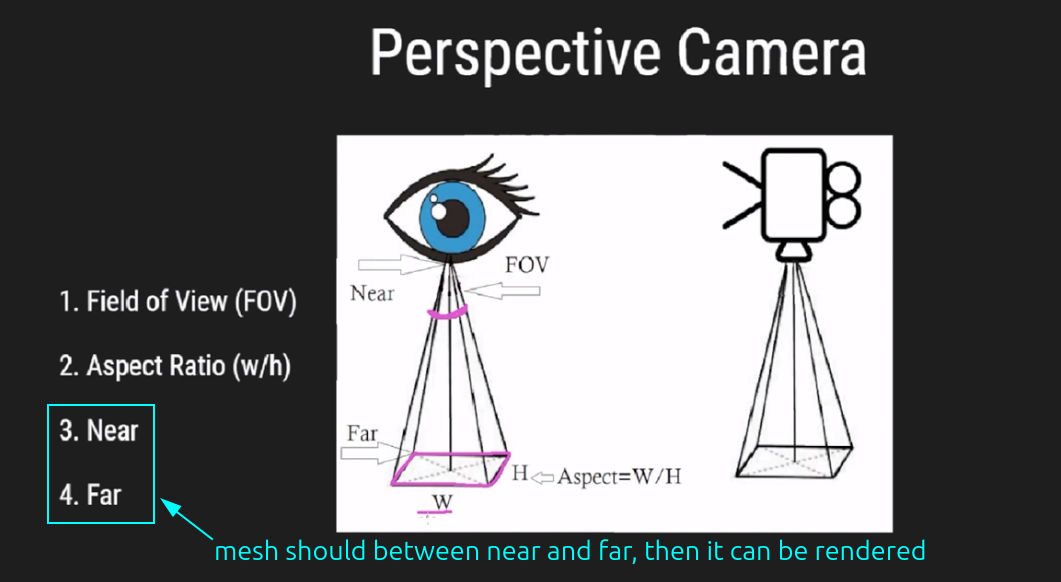 Perspective Camera
FOV
Near
1. Field of View (FOV)
2. Aspect Ratio (w/h)
3. Near
Far
H
Aspect=W/H
4. Far
W
mesh should between near and far, then it can be rendered